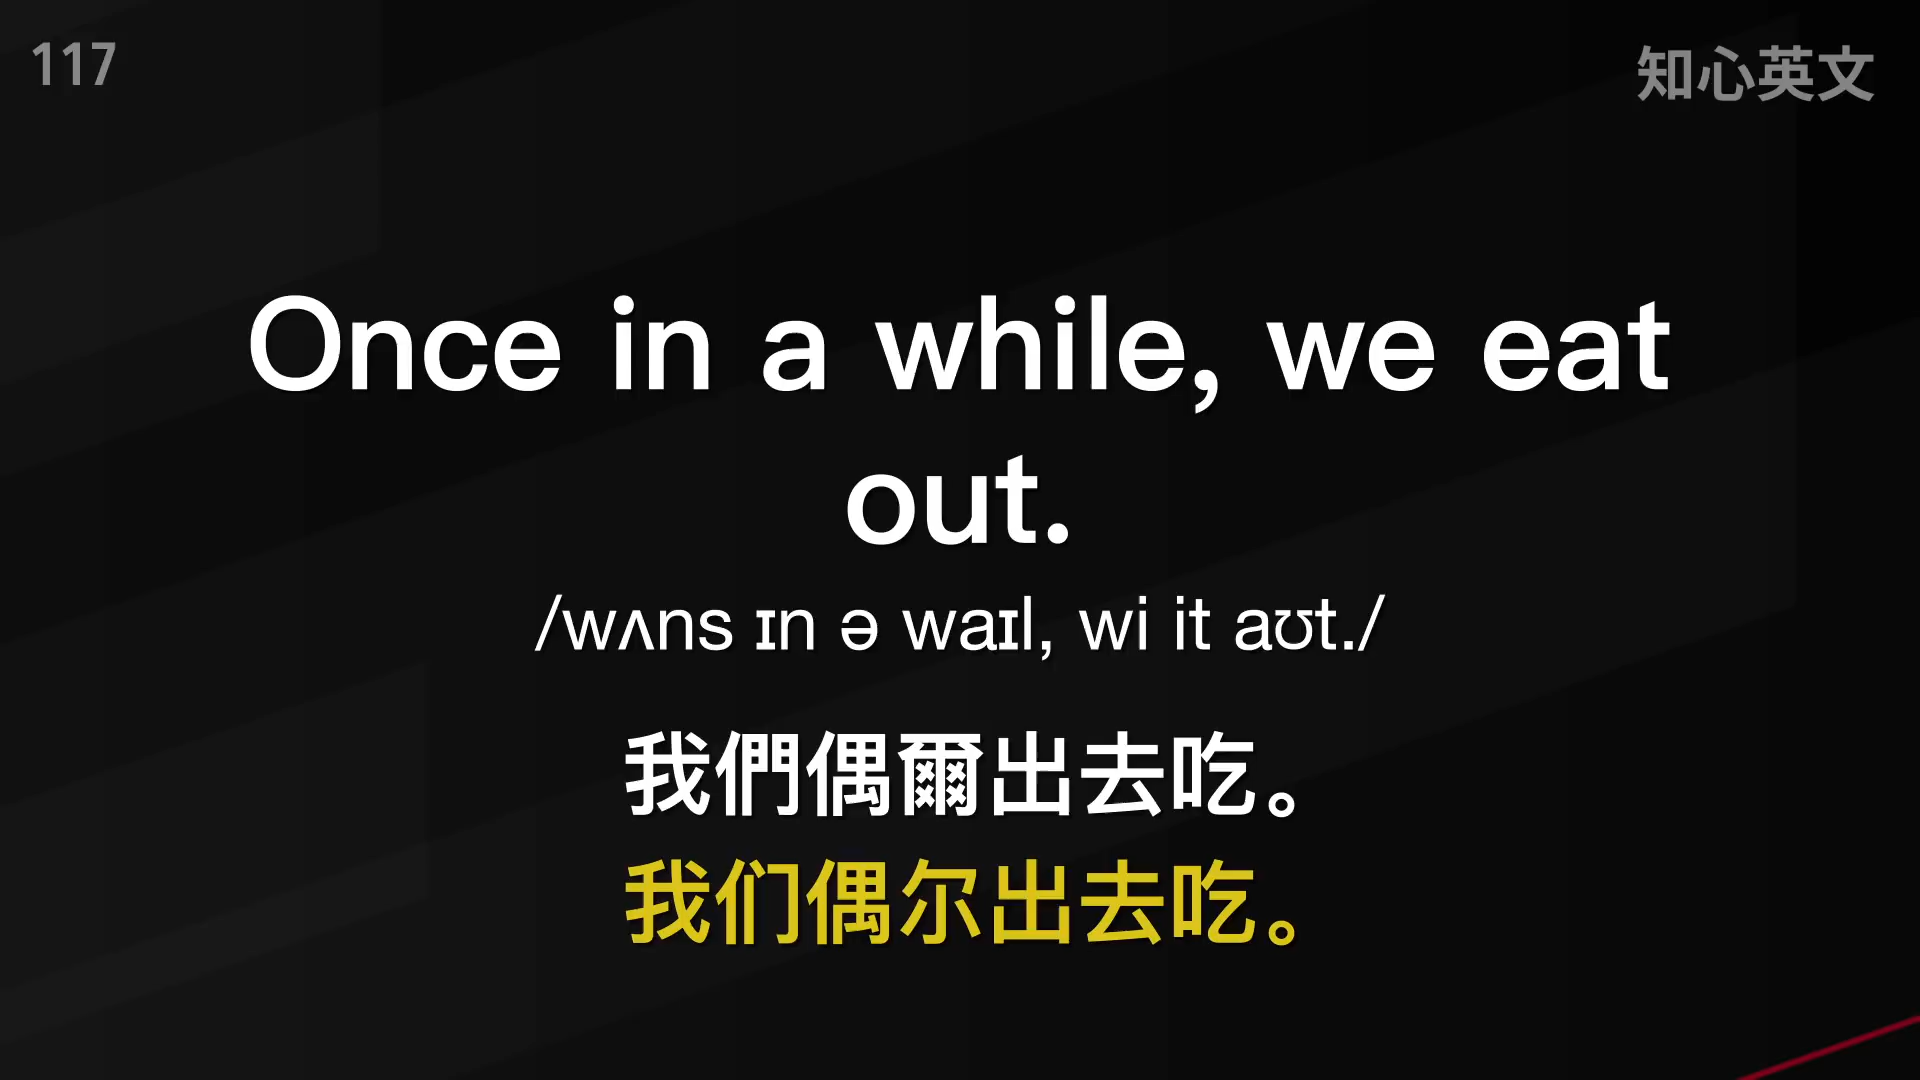 117
知心英文
Once in a while, we eat
out.
/wʌns ɪn ə waɪl, wi it aʊt./
我們偶爾出去吃。
我们偶尔出去吃。